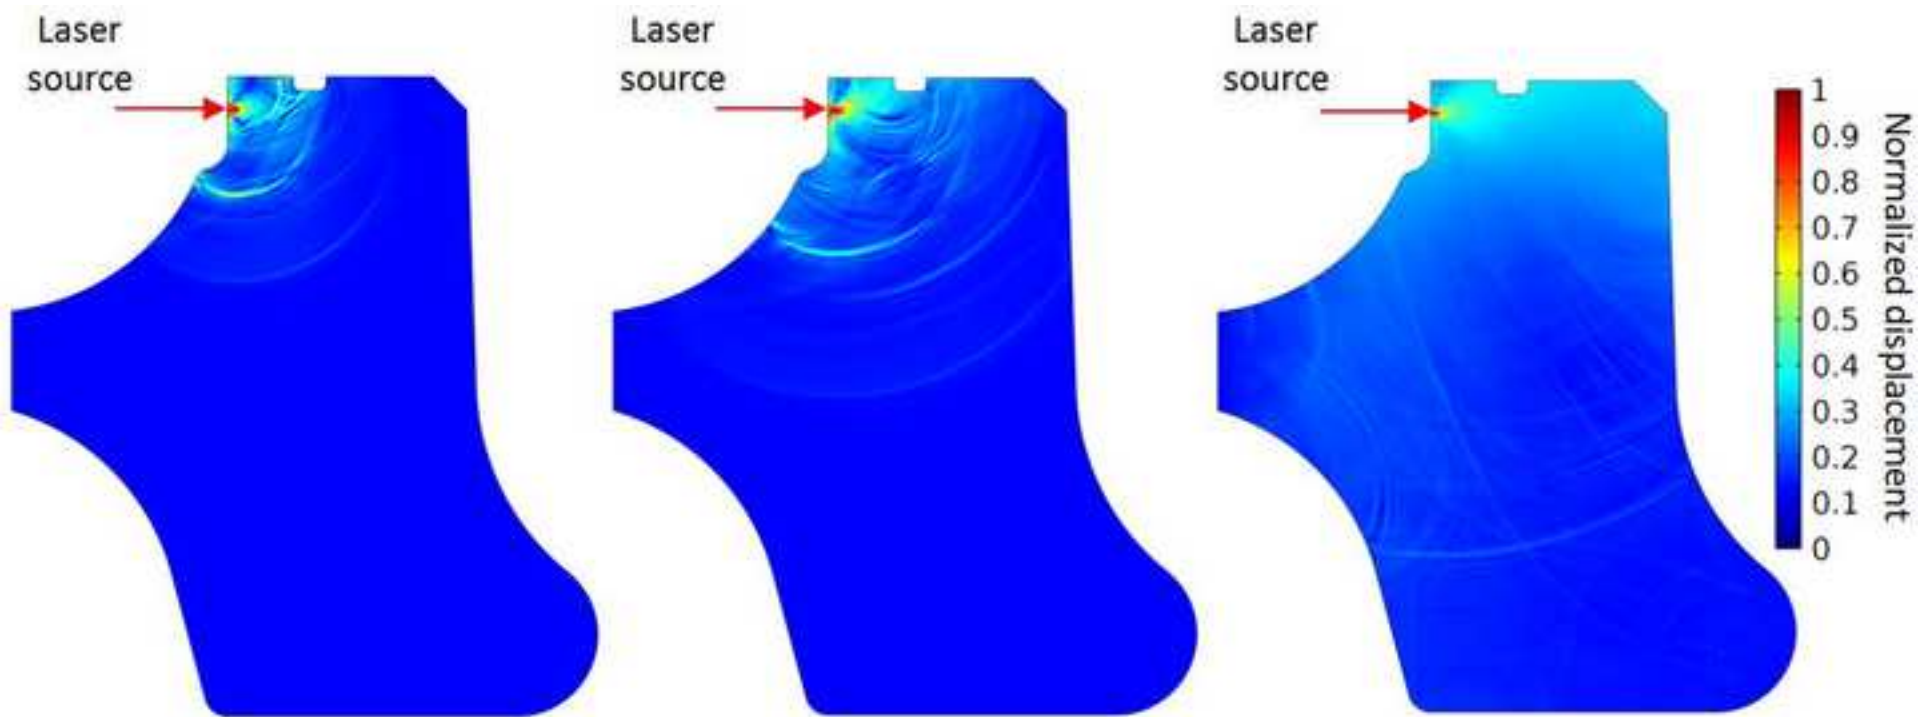 Laser
source
Laser
source
Laser
source
1
0.9
0.8
0.7
0.6
0.5
0.4
0.3
0.2
0.1
0
Normalized displacement